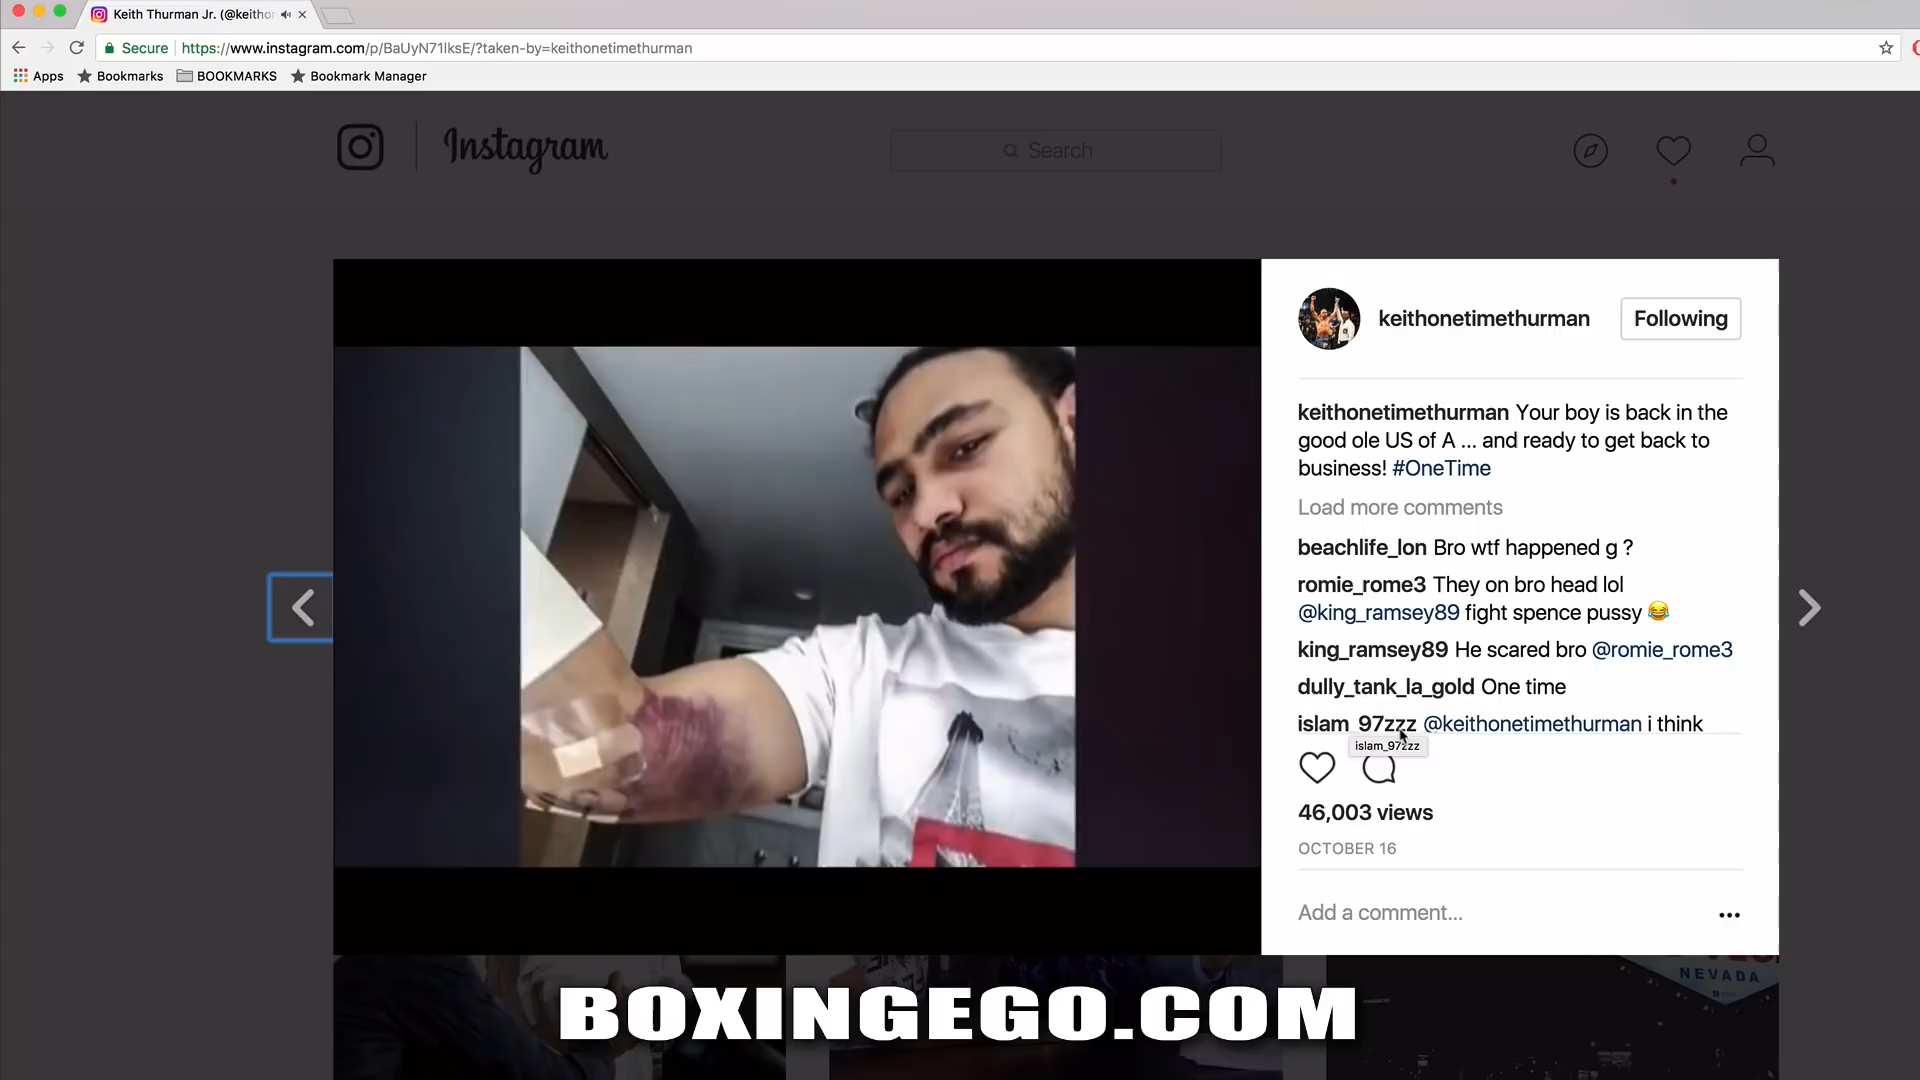 Keith Thurman Jr. (@keithor
Secure
https://www.instagram.com/p/BaUyN71lksE/?taken-by=keithonetimethurman
Apps
Bookmarks
BOOKMARKS
Bookmark Manager
Instagram
Search
keithonetimethurman
Following
keithonetimethurman Your boy is back in the
good ole US of A ... and ready to get back to
business! #OneTime
Load more comments
beachlife_lon Bro wtf happened g ?
romie_rome3 They on bro head lol
@king_ramsey89 fight spence pussy 😂
king_ramsey89 He scared bro @romie_rome3
dully_tank_la_gold One time
islam_97zzz @keithonetimethurman i think
islam_97zzz
46,003 views
OCTOBER 16
Add a comment...
NEVADA
BOXINGEGO.COM